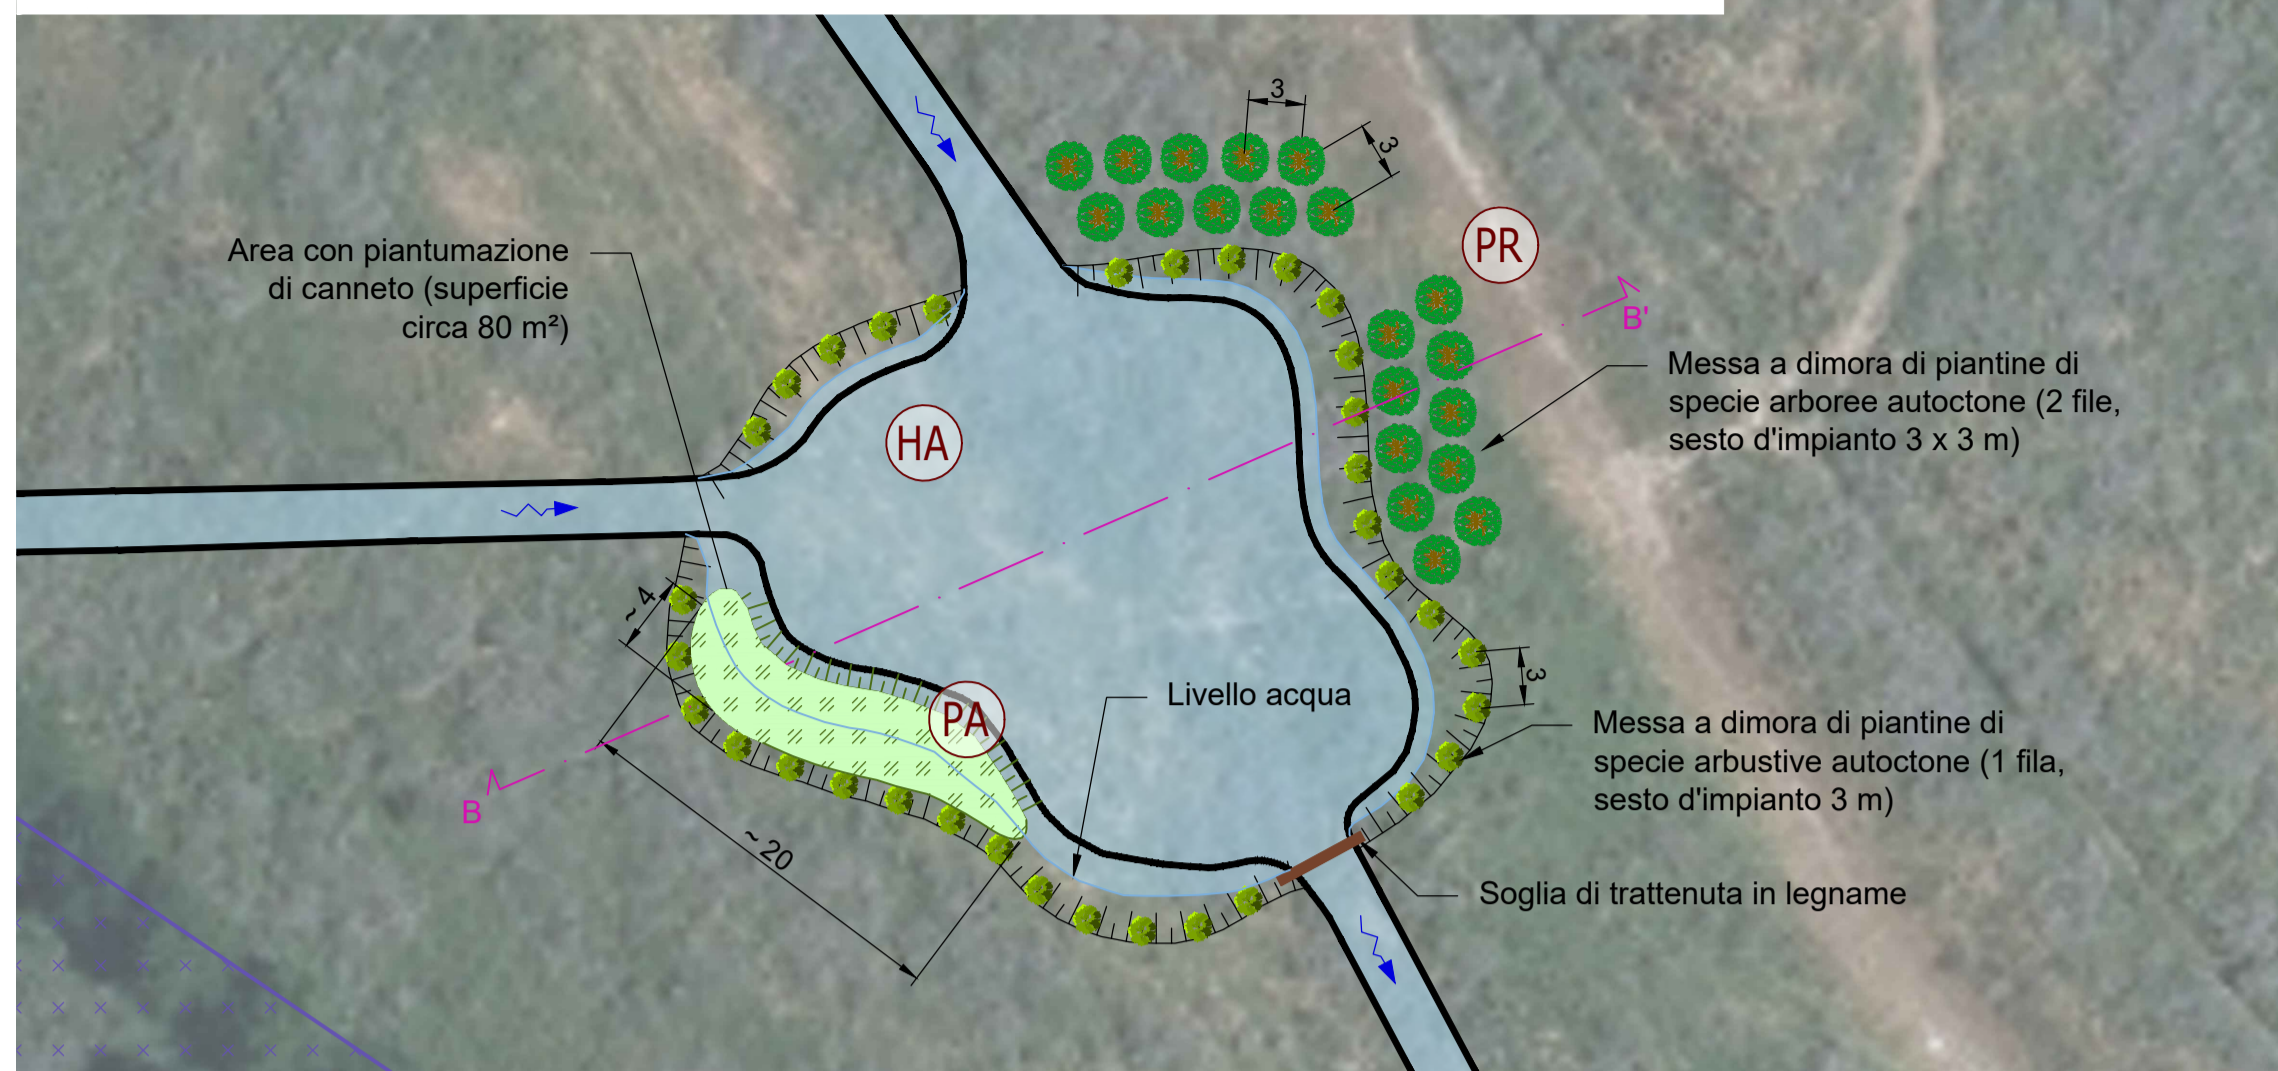 3
3
PR
Area con piantumazione
di canneto (superficie
circa 80 m²)
B'
Messa a dimora di piantine di
specie arboree autoctone (2 file,
sesto d'impianto 3 x 3 m)
HA
~ 4
3
Livello acqua
PA
Messa a dimora di piantine di
specie arbustive autoctone (1 fila,
sesto d'impianto 3 m)
B
~ 20
Soglia di trattenuta in legname